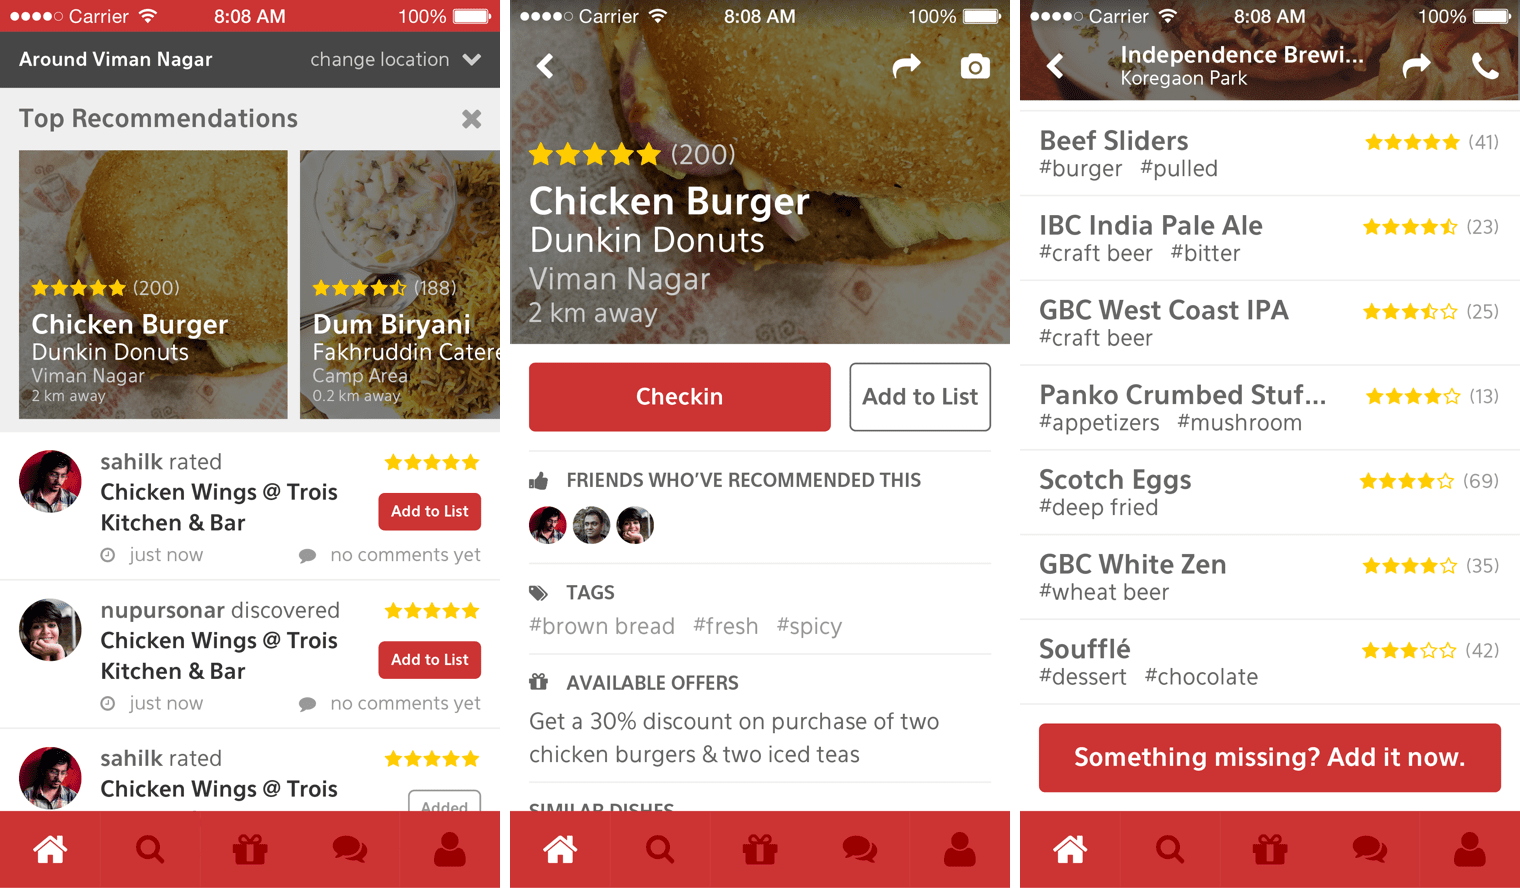 Carrier 8:08 AM 100%
Around Viman Nagar change location
Top Recommendations
(200)
Chicken Burger
Dunkin Donuts
Viman Nagar
2 km away
(188)
Dum Biryani
Fakhruddin Catere
Camp Area
0.2 km away
sahilk rated
Chicken Wings @ Trois
Kitchen & Bar
Add to List
just now no comments yet
nupursonar discovered
Chicken Wings @ Trois
Kitchen & Bar
Add to List
just now no comments yet
sahilk rated
Chicken Wings @ Trois
Added
Carrier 8:08 AM 100%
(200)
Chicken Burger
Dunkin Donuts
Viman Nagar
2 km away
Checkin Add to List
FRIENDS WHO'VE RECOMMENDED THIS
TAGS
#brown bread #fresh #spicy
AVAILABLE OFFERS
Get a 30% discount on purchase of two
chicken burgers & two iced teas
SIMILAR DISHES
Carrier 8:08 AM 100%
Independence Brewi...
Koregaon Park
Beef Sliders (41)
#burger #pulled
IBC India Pale Ale (23)
#craft beer #bitter
GBC West Coast IPA (25)
#craft beer
Panko Crumbed Stuf... (13)
#appetizers #mushroom
Scotch Eggs (69)
#deep fried
GBC White Zen (35)
#wheat beer
Soufflé (42)
#dessert #chocolate
Something missing? Add it now.